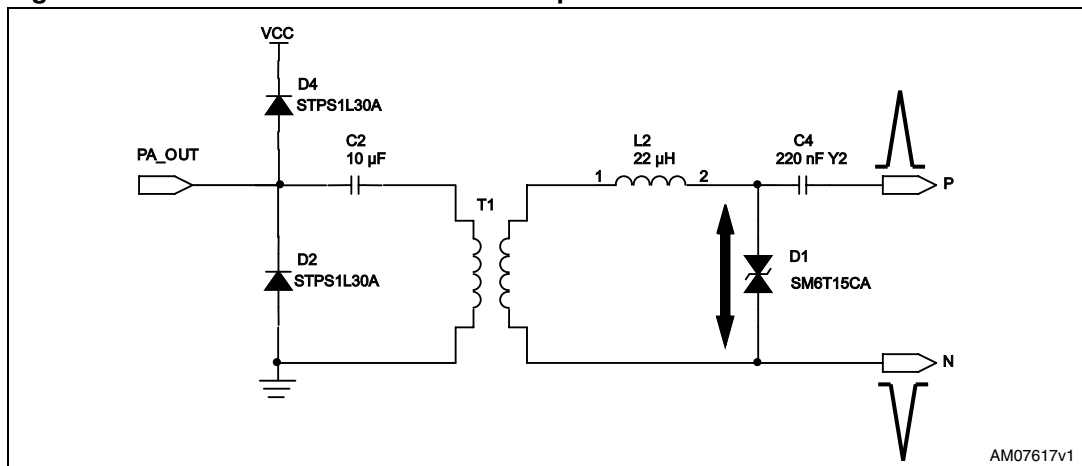 VCC
D4
STPS1L30A
PA_OUT
C2
10 µF
T1
L2
22 µH
1
2
C4
220 nF Y2
P
D2
STPS1L30A
D1
SM6T15CA
N
AM07617v1